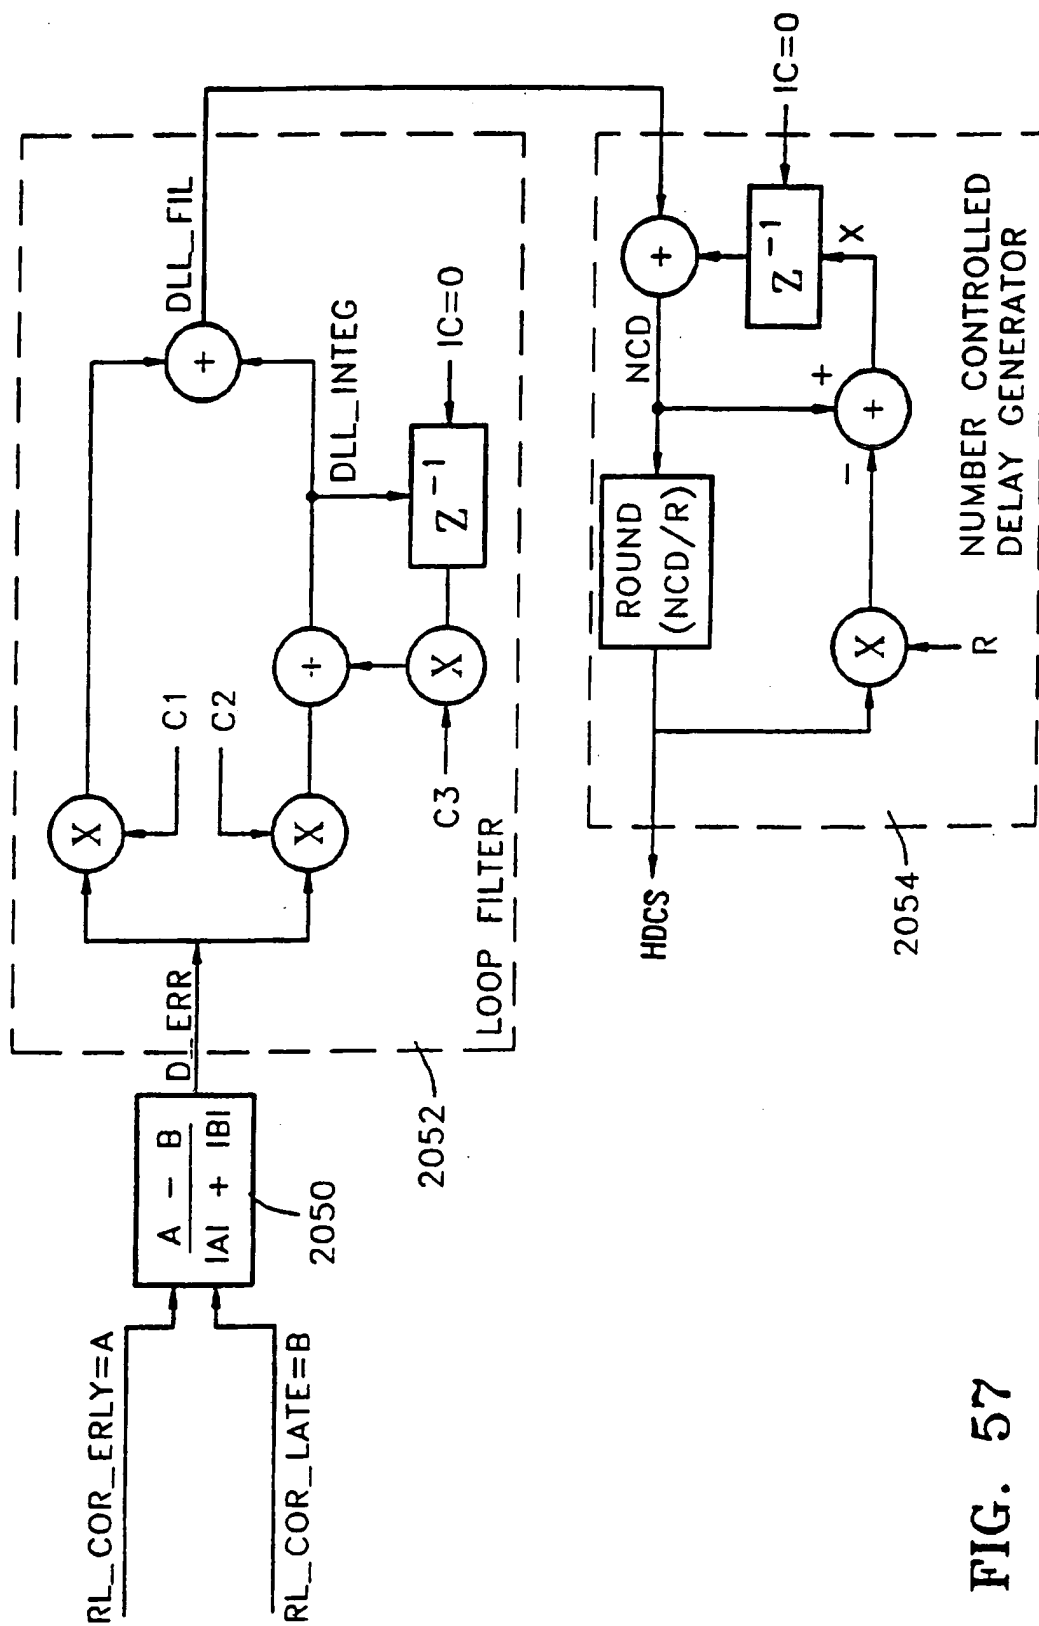 RL_COR_ERLY=A
RL_COR_LATE=B
A - B
|A| + |B|
2050
D_ERR
2052
LOOP FILTER
X
C1
C2
X
C3
X
+
Z-1
IC=0
DLL_INTEG
+
DLL_FIL
HDCS
ROUND
(NCD/R)
NCD
+
Z-1
IC=0
X
+
+
-
X
R
2054
NUMBER CONTROLLED
DELAY GENERATOR
FIG. 57